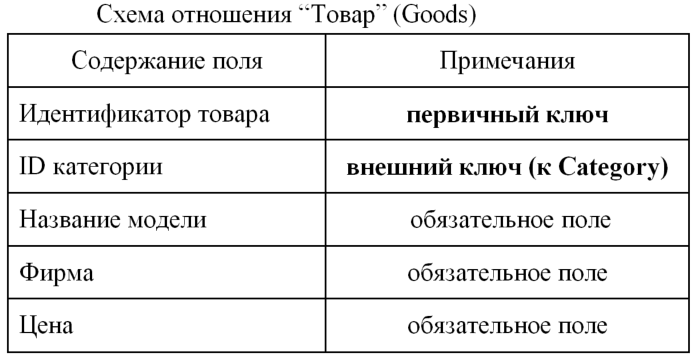 Схема отношения “Товар” (Goods)
Содержание поля Примечания
Идентификатор товара первичный ключ
ID категории внешний ключ (к Category)
Название модели обязательное поле
Фирма обязательное поле
Цена обязательное поле